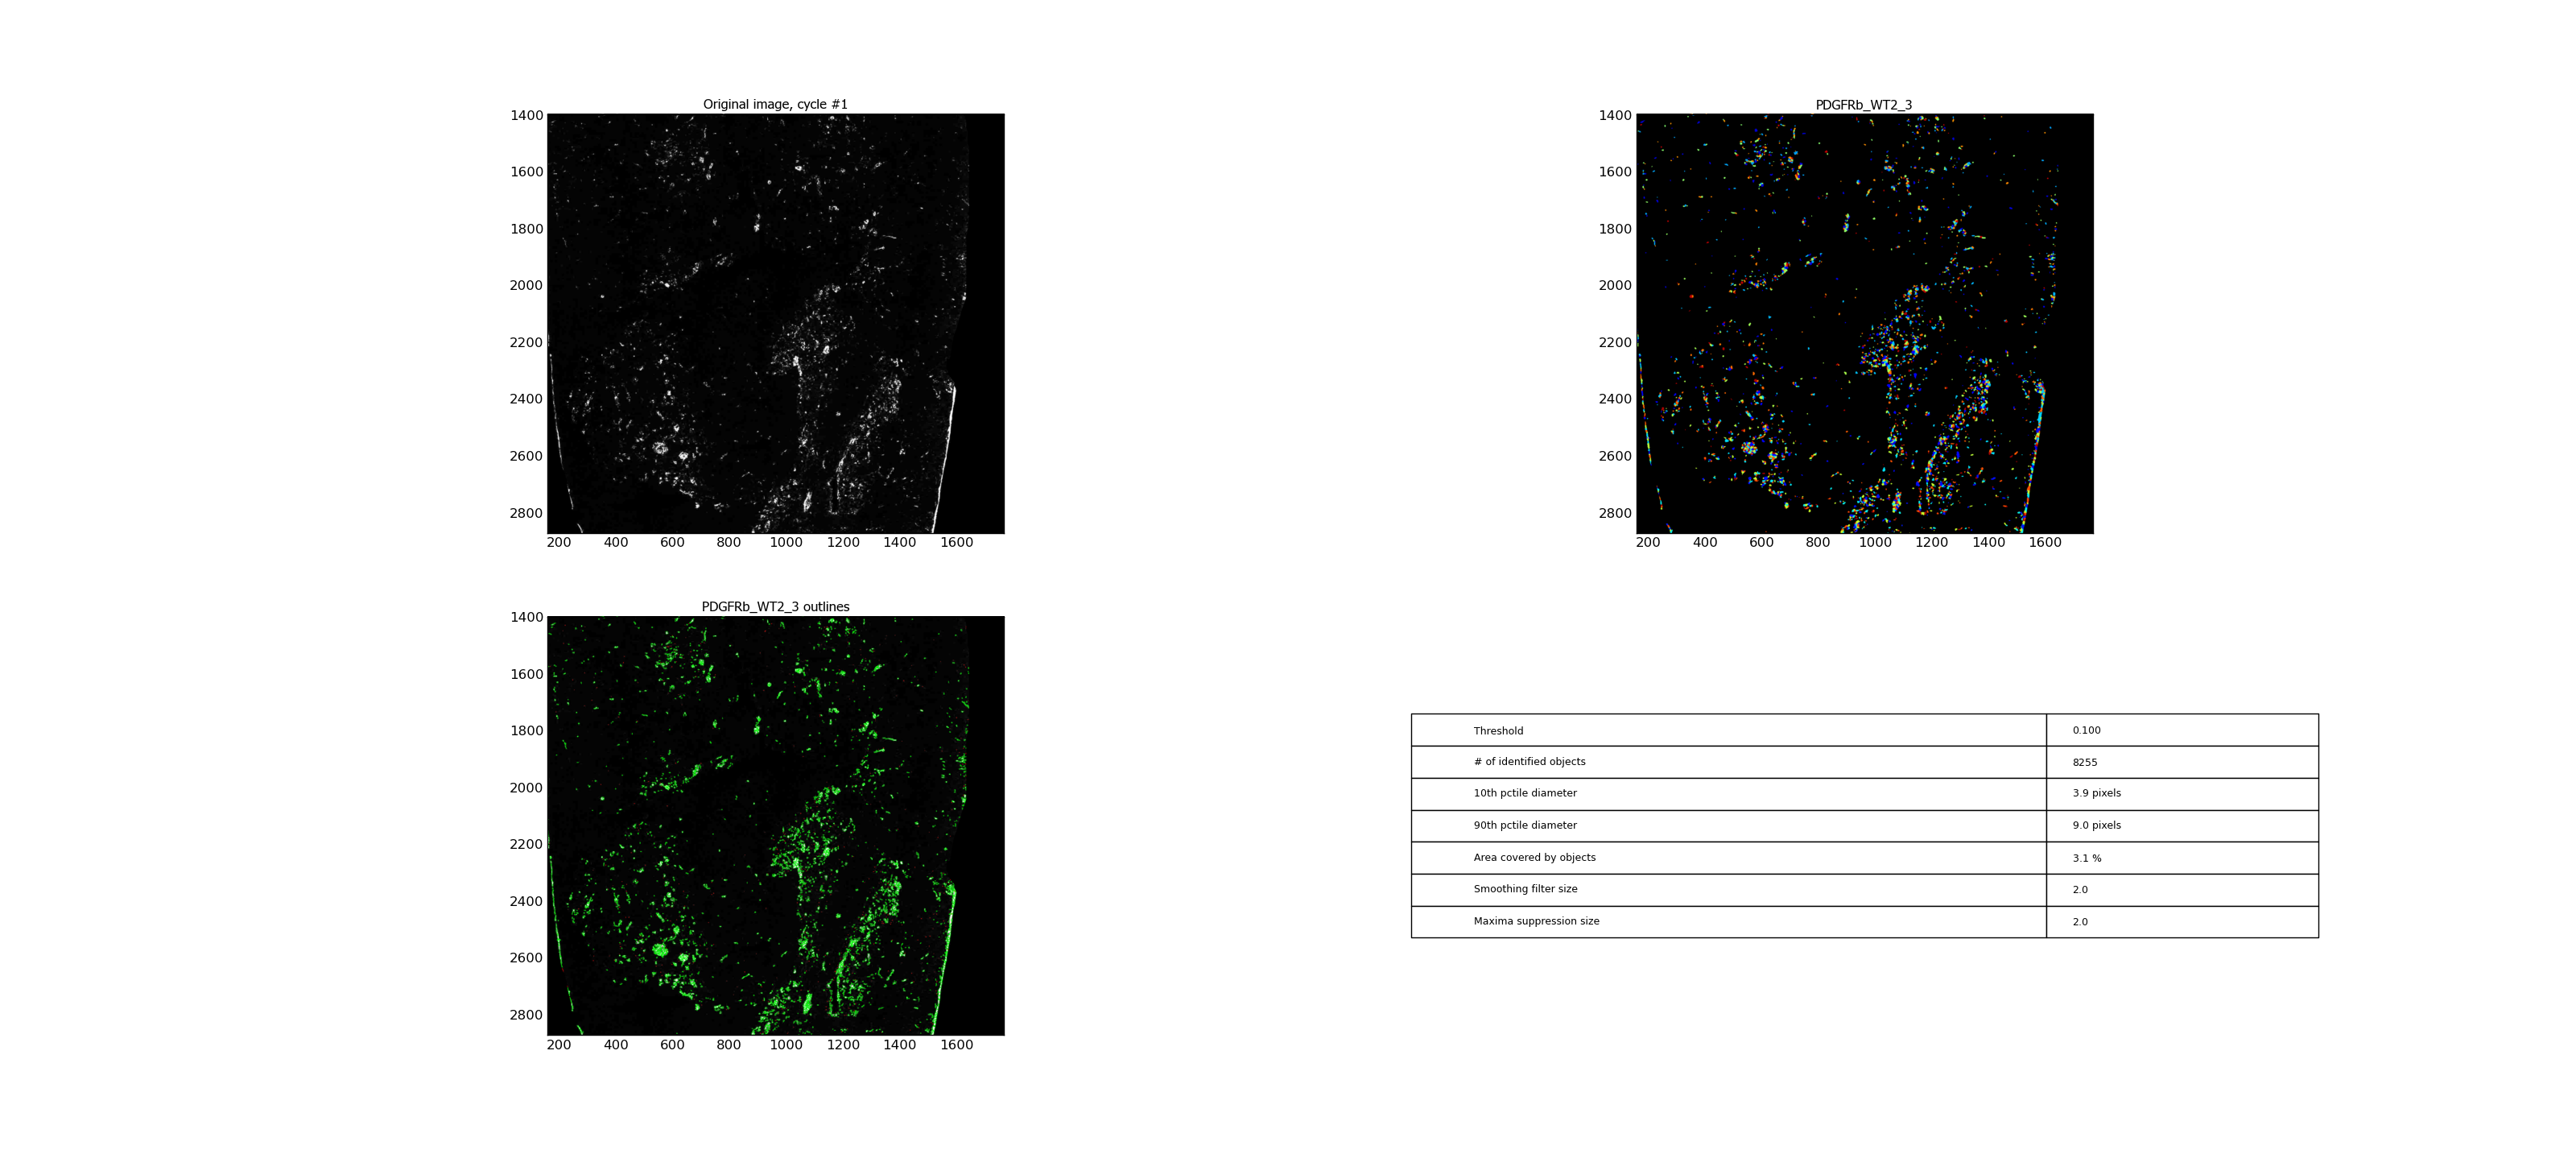 Original image, cycle #1
1400
1600
1800
2000
2200
2400
2600
2800
200 400 600 800 1000 1200 1400 1600
PDGFRb_WT2_3
1400
1600
1800
2000
2200
2400
2600
2800
200 400 600 800 1000 1200 1400 1600
PDGFRb_WT2_3 outlines
1400
1600
1800
2000
2200
2400
2600
2800
200 400 600 800 1000 1200 1400 1600
Threshold 0.100
# of identified objects 8255
10th pctile diameter 3.9 pixels
90th pctile diameter 9.0 pixels
Area covered by objects 3.1 %
Smoothing filter size 2.0
Maxima suppression size 2.0